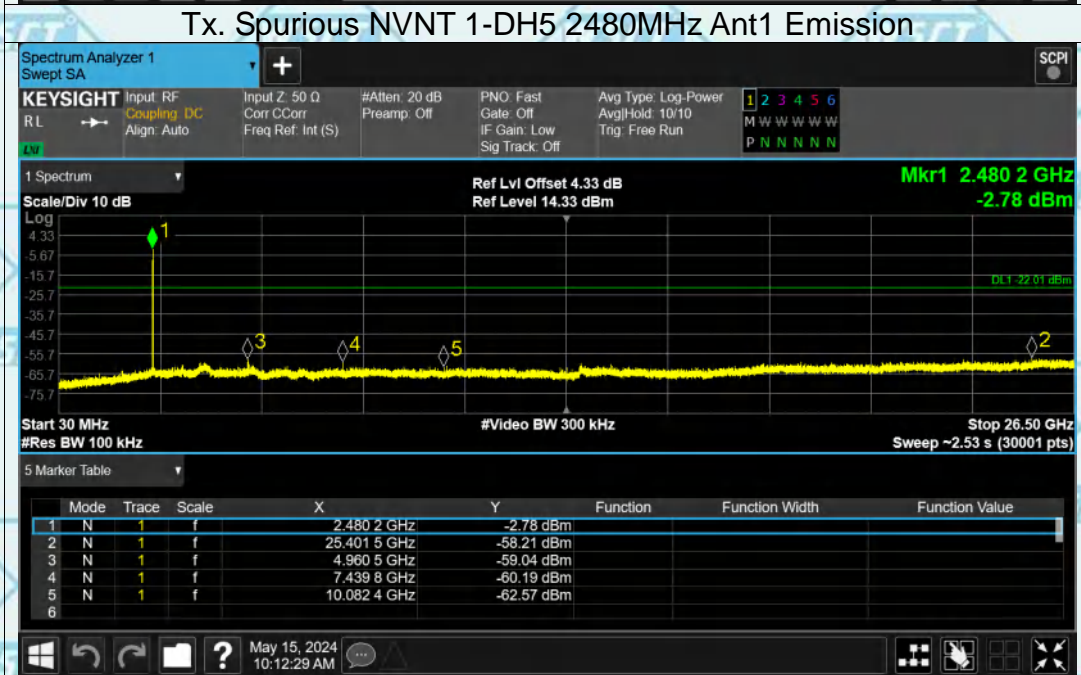 Tx. Spurious NVNT 1-DH5 2480MHz Ant1 Emission
Spectrum Analyzer 1
Swept SA
+
SCPI
KEYSIGHT Input: RF Input Z: 50 Ω #Atten: 20 dB PNO: Fast Avg Type: Log-Power 1 2 3 4 5 6
RL Coupling: DC Corr CCorr Preamp: Off Gate: Off Avg|Hold: 10/10 M W W W W W
Align: Auto Freq Ref: Int (S) IF Gain: Low Trig: Free Run P N N N N N
LXI Sig Track: Off
1 Spectrum Ref Lvl Offset 4.33 dB Mkr1 2.480 2 GHz
Scale/Div 10 dB Ref Level 14.33 dBm -2.78 dBm
Log
4.33 1
-5.67
-15.7
DL1 -22.01 dBm
-25.7
-35.7
-45.7 3 4 5 2
-55.7
-65.7
-75.7
Start 30 MHz #Video BW 300 kHz Stop 26.50 GHz
#Res BW 100 kHz Sweep ~2.53 s (30001 pts)
5 Marker Table
Mode Trace Scale X Y Function Function Width Function Value
1 N 1 f 2.480 2 GHz -2.78 dBm
2 N 1 f 25.401 5 GHz -58.21 dBm
3 N 1 f 4.960 5 GHz -59.04 dBm
4 N 1 f 7.439 8 GHz -60.19 dBm
5 N 1 f 10.082 4 GHz -62.57 dBm
6
? May 15, 2024
10:12:29 AM